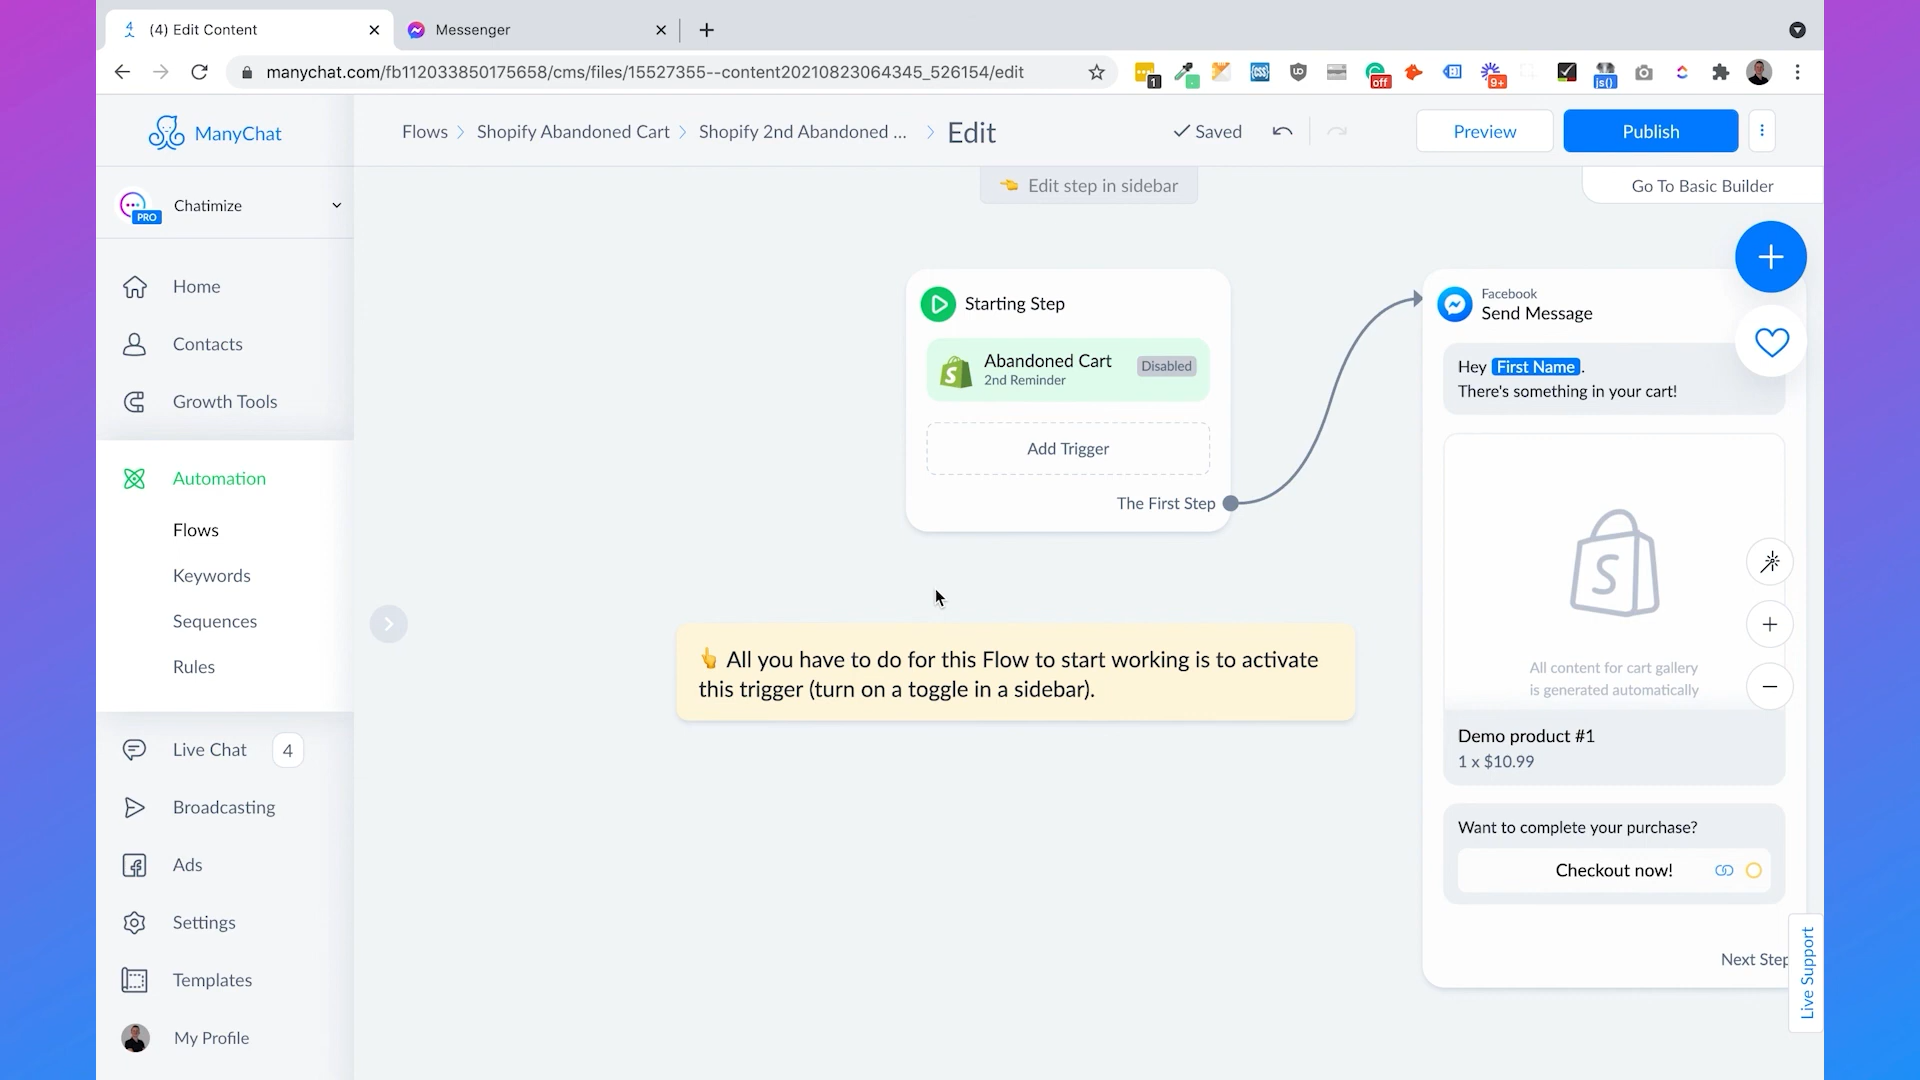 (4) Edit Content
Messenger
manychat.com/fb112033850175658/cms/files/15527355--content20210823064345_526154/edit
1
off
9+
js()
ManyChat
Flows
Shopify Abandoned Cart
Shopify 2nd Abandoned ...
Edit
Saved
Preview
Publish
Edit step in sidebar
Go To Basic Builder
PRO
Chatimize
Home
Contacts
Growth Tools
Automation
Flows
Keywords
Sequences
Rules
Live Chat
4
Broadcasting
Ads
Settings
Templates
My Profile
Starting Step
Abandoned Cart
2nd Reminder
Disabled
Add Trigger
The First Step
👆 All you have to do for this Flow to start working is to activate
this trigger (turn on a toggle in a sidebar).
Facebook
Send Message
Hey First Name.
There's something in your cart!
All content for cart gallery
is generated automatically
Demo product #1
1 x $10.99
Want to complete your purchase?
Checkout now!
Next Step
Live Support